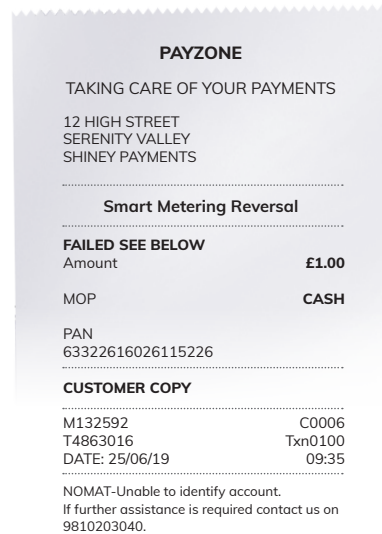 PAYZONE
TAKING CARE OF YOUR PAYMENTS
12 HIGH STREET
SERENITY VALLEY
SHINEY PAYMENTS
Smart Metering Reversal
FAILED SEE BELOW
Amount £1.00
MOP CASH
PAN
63322616026115226
CUSTOMER COPY
M132592 C0006
T4863016 Txn0100
DATE: 25/06/19 09:35
NOMAT-Unable to identify account.
If further assistance is required contact us on
9810203040.